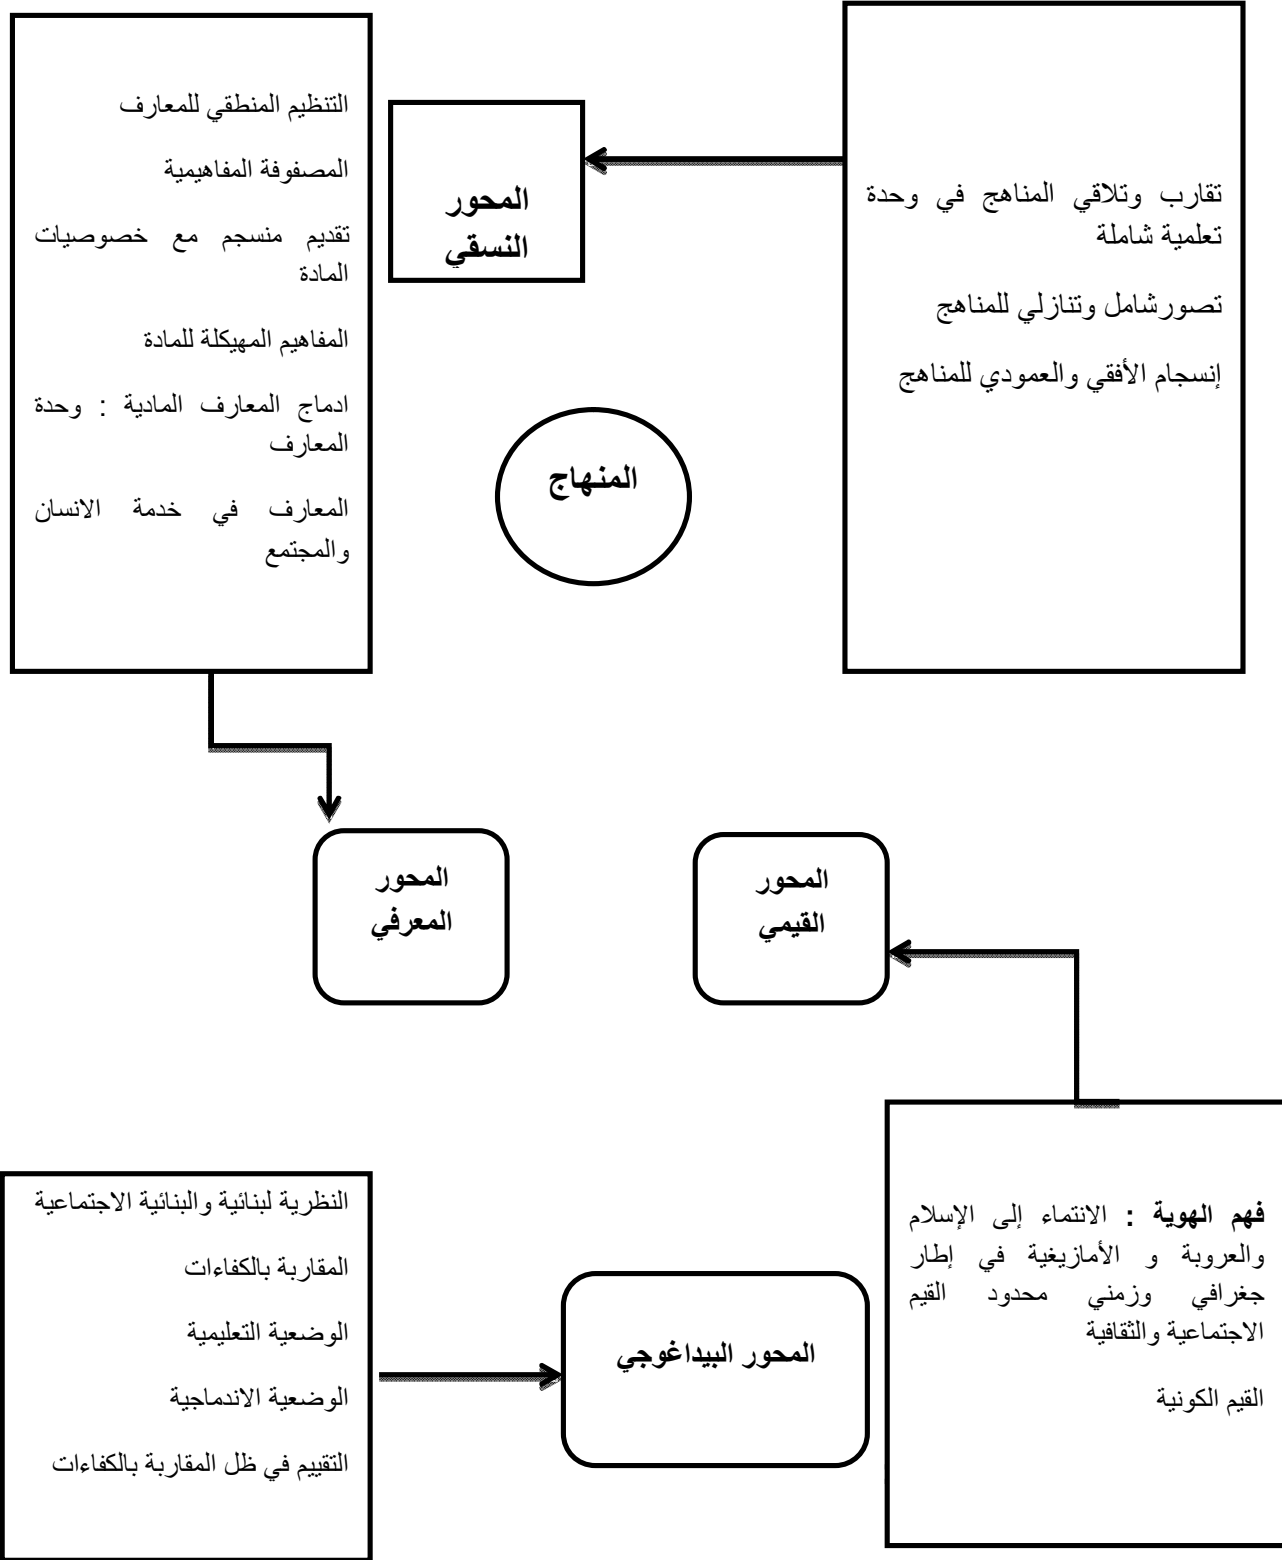 تقارب وتلاقي المناهج في وحدة
تعلمية شاملة
تصورشامل وتنازلي للمناهج
إنسجام الأفقي والعمودي للمناهج
المحور
النسقي
التنظيم المنطقي للمعارف
المصفوفة المفاهيمية
تقديم منسجم مع خصوصيات
المادة
المفاهيم المهيكلة للمادة
ادماج المعارف المادية : وحدة
المعارف
المعارف في خدمة الانسان
والمجتمع
المنهاج
المحور
القيمي
المحور
المعرفي
فهم الهوية : الانتماء إلى الإسلام
والعروبة و الأمازيغية في إطار
جغرافي وزمني محدود القيم
الاجتماعية والثقافية
القيم الكونية
المحور البيداغوجي
النظرية لبنائية والبنائية الاجتماعية
المقاربة بالكفاءات
الوضعية التعليمية
الوضعية الاندماجية
التقييم في ظل المقاربة بالكفاءات